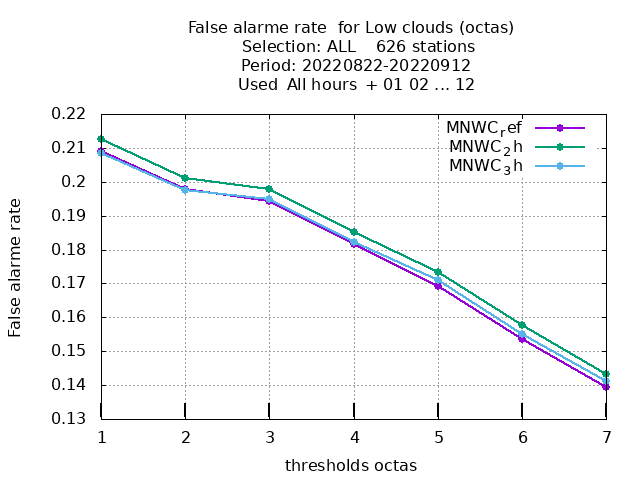 False alarme rate  for Low clouds (octas)
Selection: ALL    626 stations
Period: 20220822-20220912
Used  All hours  + 01 02 ... 12
0.22
0.21
0.2
0.19
0.18
0.17
0.16
0.15
0.14
0.13
False alarme rate
MNWC_ref
MNWC_2h
MNWC_3h
1 2 3 4 5 6 7
thresholds octas